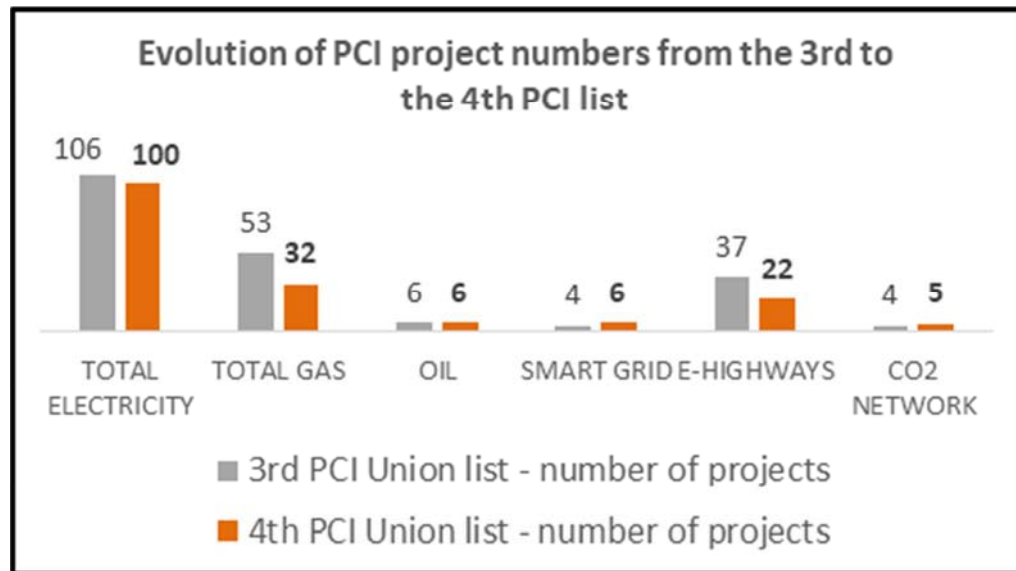 Evolution of PCI project numbers from the 3rd to
the 4th PCI list
106 100
53 32
6 6
4 6
37 22
4 5
TOTAL ELECTRICITY
TOTAL GAS
OIL
SMART GRID
E-HIGHWAYS
CO2 NETWORK
3rd PCI Union list - number of projects
4th PCI Union list - number of projects